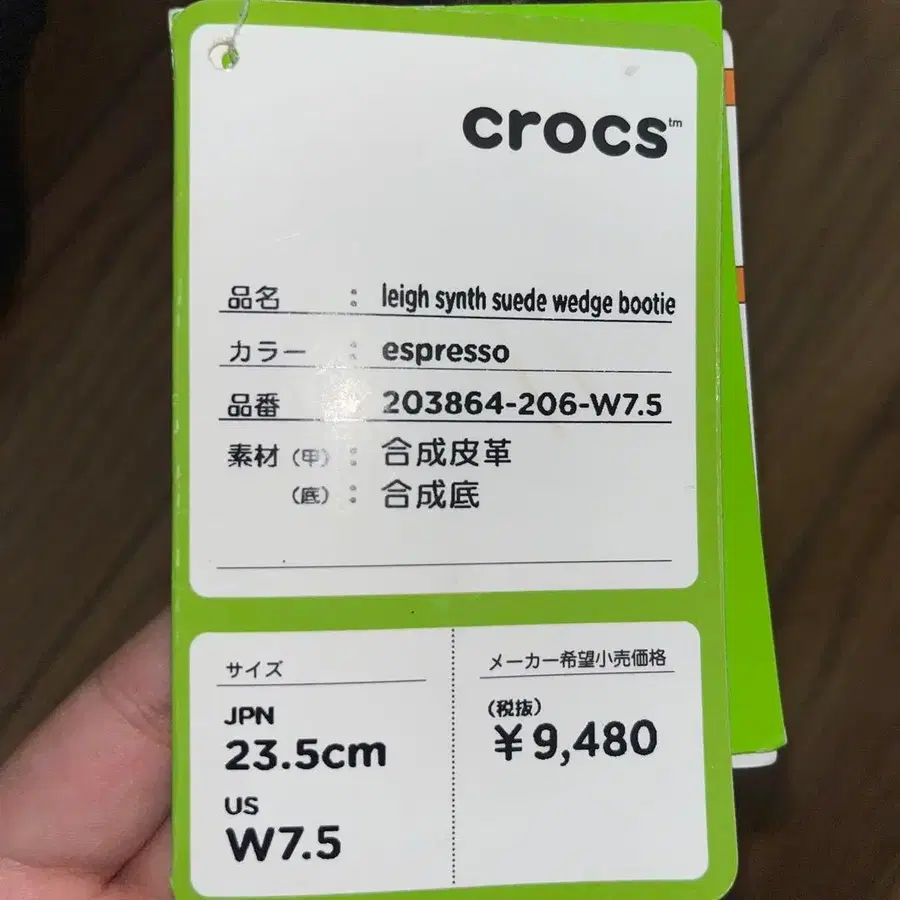 crocs™
品名 : leigh synth suede wedge bootie
カラー : espresso
品番 : 203864-206-W7.5
素材 (甲) : 合成皮革
(底) : 合成底
サイズ
JPN
23.5cm
US
W7.5
メーカー希望小売価格
(税抜)
¥9,480